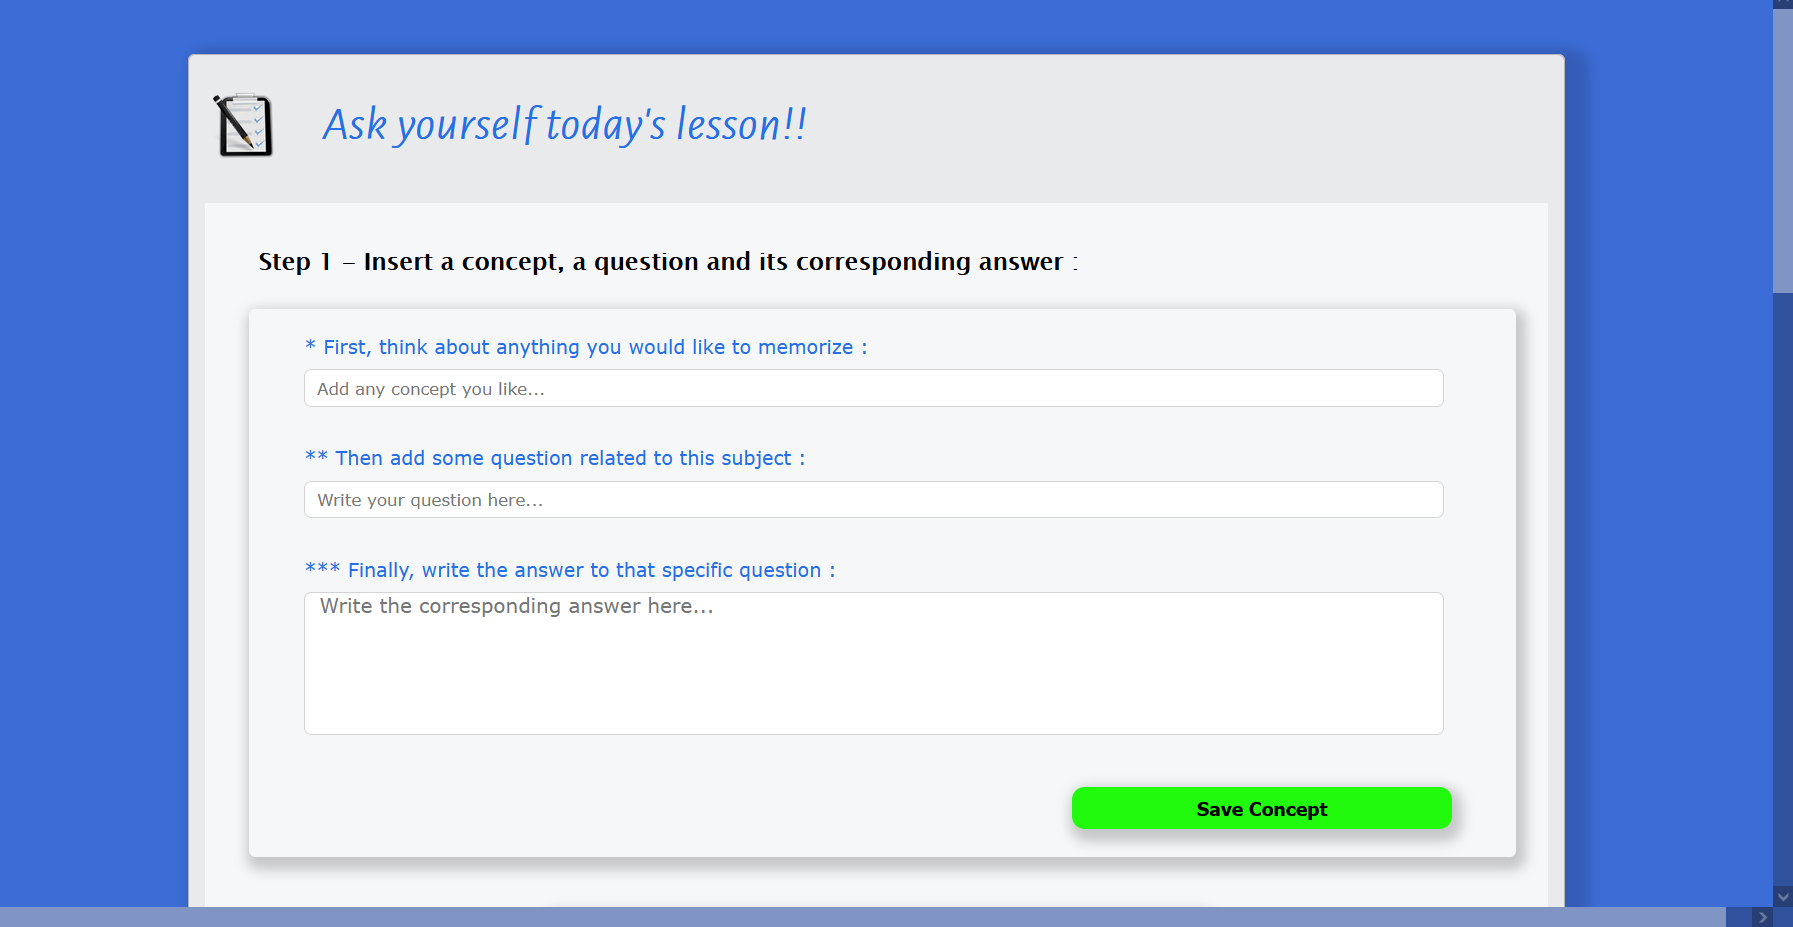 Ask yourself today's lesson!!
Step 1 – Insert a concept, a question and its corresponding answer :
* First, think about anything you would like to memorize :
Add any concept you like...
** Then add some question related to this subject :
Write your question here...
*** Finally, write the answer to that specific question :
Write the corresponding answer here...
Save Concept